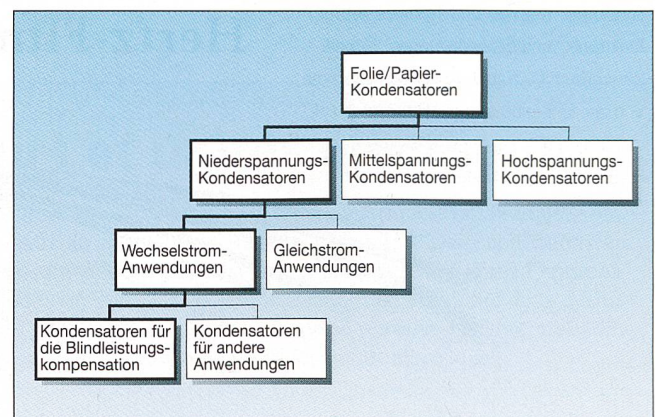 Folie/Papier-
Kondensatoren
Niederspannungs-
Kondensatoren
Mittelspannungs-
Kondensatoren
Hochspannungs-
Kondensatoren
Wechselstrom-
Anwendungen
Gleichstrom-
Anwendungen
Kondensatoren für
die Blindleistungs-
kompensation
Kondensatoren
für andere
Anwendungen